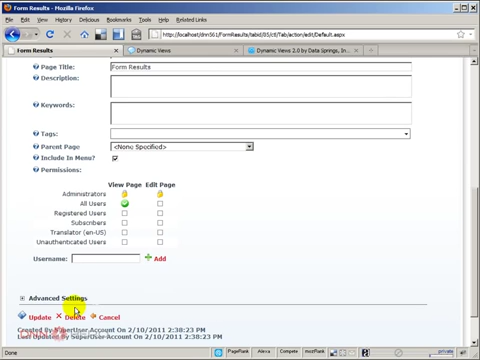 Form Results - Mozilla Firefox
File Edit View History Bookmarks Tools Help Related Links
http://localhost/dnn561/FormResults/tabid/85/ctl/Tab/action/edit/Default.aspx
Form Results
Dynamic Views
Dynamic Views 2.0 by Data Springs, In...
Page Title: Form Results
Description:
Keywords:
Tags:
Parent Page <None Specified>
Include In Menu?
Permissions:
View Page Edit Page
Administrators
All Users
Registered Users
Subscribers
Translator (en-US)
Unauthenticated Users
Username: Add
Advanced Settings
Update Delete Cancel
Created By SuperUser Account On 2/10/2011 2:38:23 PM
Last Updated By SuperUser Account On 2/10/2011 2:38:23 PM
Done PageRank Alexa Compete mozRank